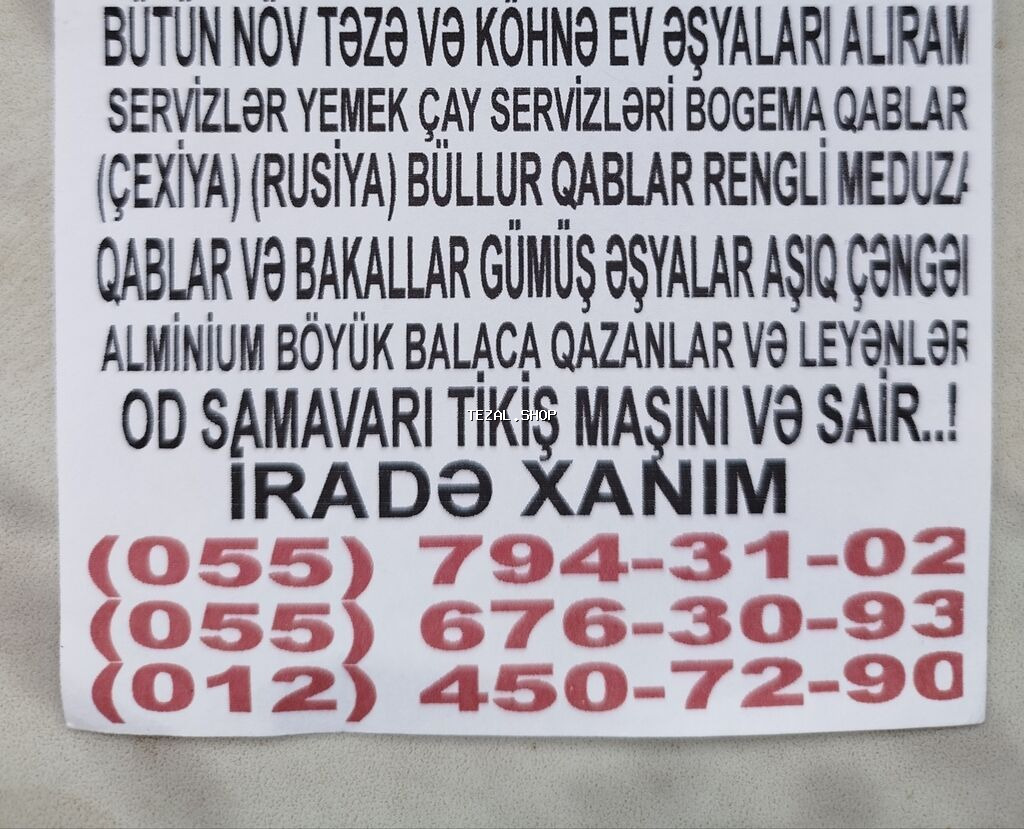 BÜTÜN NÖV TƏZƏ VƏ KÖHNƏ EV ƏŞYALARI ALIRAM
SERVİZLƏR YEMEK ÇAY SERVİZLƏRİ BOGEMA QABLAR
(ÇEXİYA) (RUSİYA) BÜLLUR QABLAR RENGLİ MEDUZA
QABLAR VƏ BAKALLAR GÜMÜŞ ƏŞYALAR AŞIQ ÇƏNGƏl
ALMİNİUM BÖYÜK BALACA QAZANLAR VƏ LEYƏNLƏR
OD SAMAVARI TİKİŞ MAŞINI VƏ SAİR..!
TEZAL.SHOP
İRADƏ XANIM
(055) 794-31-02
(055) 676-30-93
(012) 450-72-90